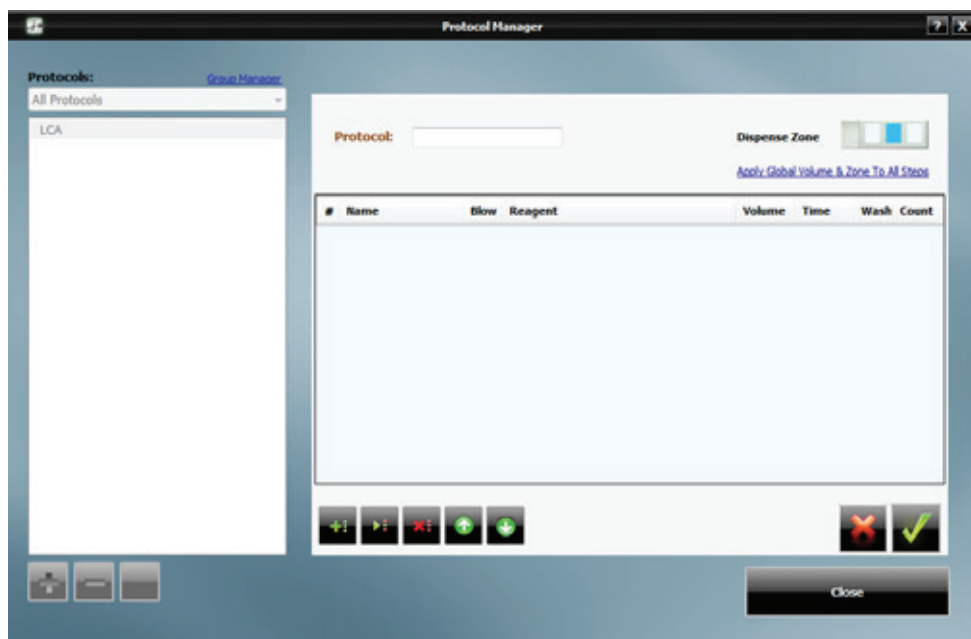 Protocol Manager
? X
Protocols: Group Manager
All Protocols
LCA
Protocol:
Dispense Zone
Apply Global Volume & Zone To All Steps
# Name Blow Reagent Volume Time Wash Count
Close